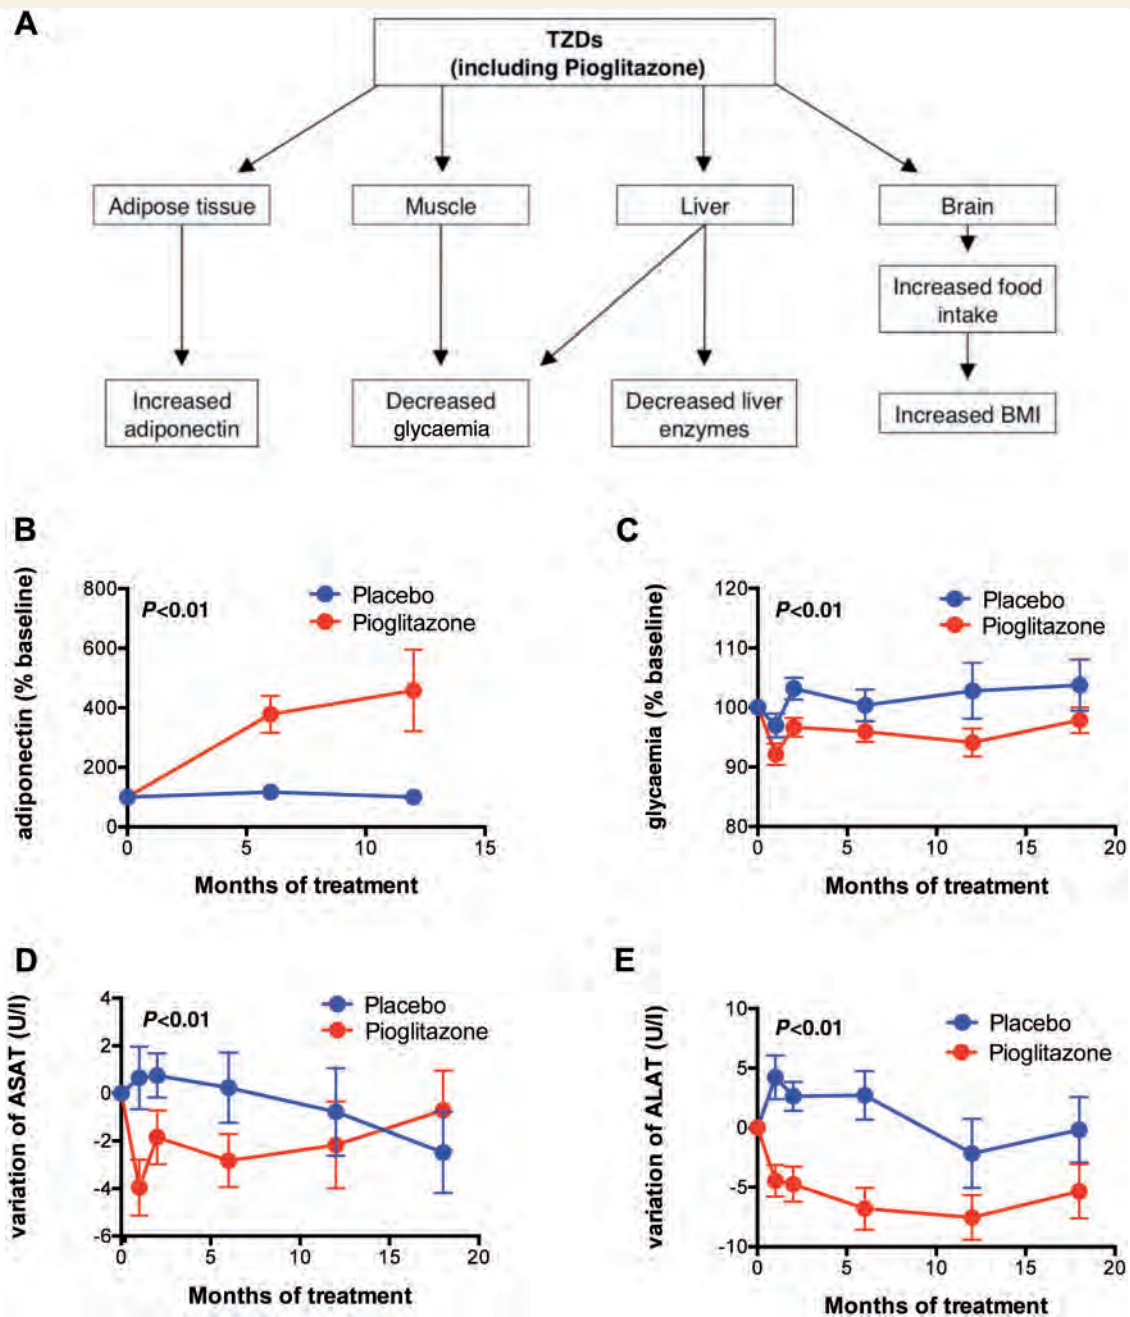 A
TZDs
(including Pioglitazone)
Adipose tissue
Muscle
Liver
Brain
Increased food
intake
Increased
adiponectin
Decreased
glycaemia
Decreased liver
enzymes
Increased BMI
B
adiponectin (% baseline)
800
600
400
200
0
P<0.01
Placebo
Pioglitazone
0 5 10 15
Months of treatment
C
glycaemia (% baseline)
120
110
100
90
80
P<0.01
Placebo
Pioglitazone
0 5 10 15 20
Months of treatment
D
variation of ASAT (U/l)
4
2
0
-2
-4
-6
P<0.01
Placebo
Pioglitazone
0 5 10 15 20
Months of treatment
E
variation of ALAT (U/l)
10
5
0
-5
-10
P<0.01
Placebo
Pioglitazone
0 5 10 15 20
Months of treatment